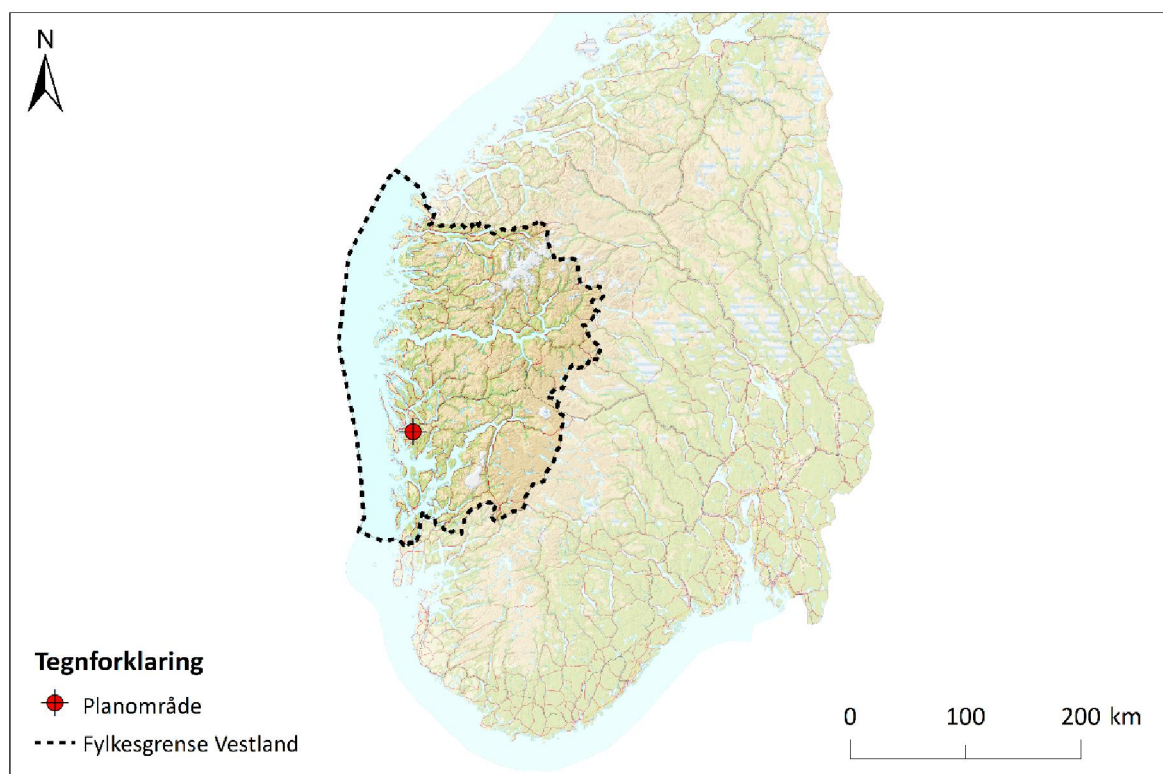 N
Tegnforklaring
Planområde
Fylkesgrense Vestland
0 100 200 km